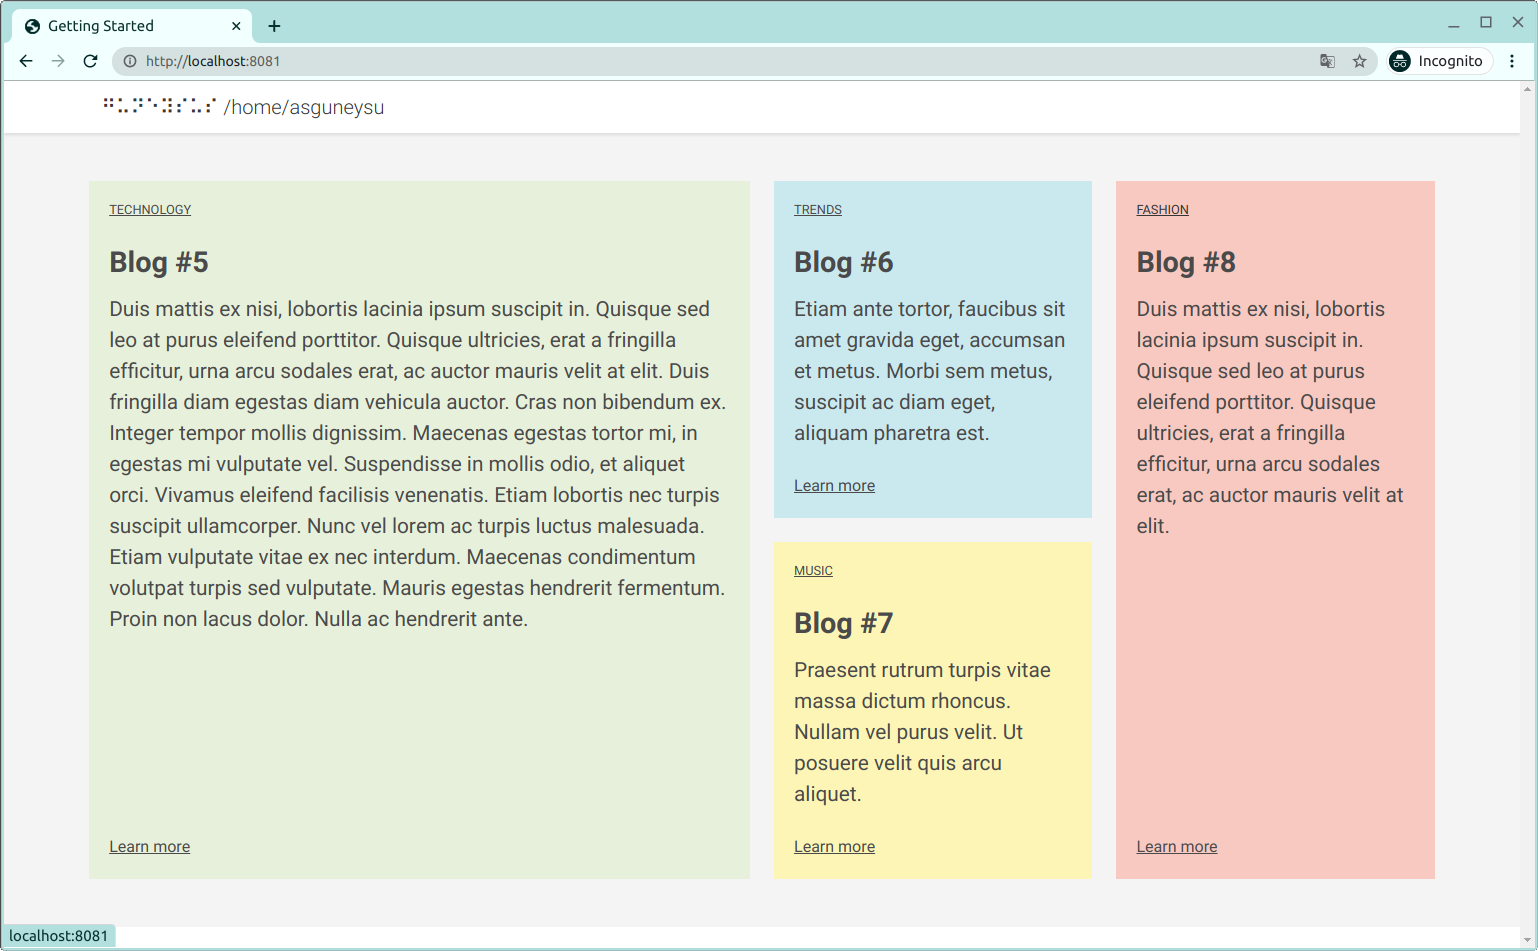 Getting Started
http://localhost:8081
Incognito
/home/asguneysu
TECHNOLOGY
Blog #5
Duis mattis ex nisi, lobortis lacinia ipsum suscipit in. Quisque sed
leo at purus eleifend porttitor. Quisque ultricies, erat a fringilla
efficitur, urna arcu sodales erat, ac auctor mauris velit at elit. Duis
fringilla diam egestas diam vehicula auctor. Cras non bibendum ex.
Integer tempor mollis dignissim. Maecenas egestas tortor mi, in
egestas mi vulputate vel. Suspendisse in mollis odio, et aliquet
orci. Vivamus eleifend facilisis venenatis. Etiam lobortis nec turpis
suscipit ullamcorper. Nunc vel lorem ac turpis luctus malesuada.
Etiam vulputate vitae ex nec interdum. Maecenas condimentum
volutpat turpis sed vulputate. Mauris egestas hendrerit fermentum.
Proin non lacus dolor. Nulla ac hendrerit ante.
Learn more
TRENDS
Blog #6
Etiam ante tortor, faucibus sit
amet gravida eget, accumsan
et metus. Morbi sem metus,
suscipit ac diam eget,
aliquam pharetra est.
Learn more
MUSIC
Blog #7
Praesent rutrum turpis vitae
massa dictum rhoncus.
Nullam vel purus velit. Ut
posuere velit quis arcu
aliquet.
Learn more
FASHION
Blog #8
Duis mattis ex nisi, lobortis
lacinia ipsum suscipit in.
Quisque sed leo at purus
eleifend porttitor. Quisque
ultricies, erat a fringilla
efficitur, urna arcu sodales
erat, ac auctor mauris velit at
elit.
Learn more
localhost:8081